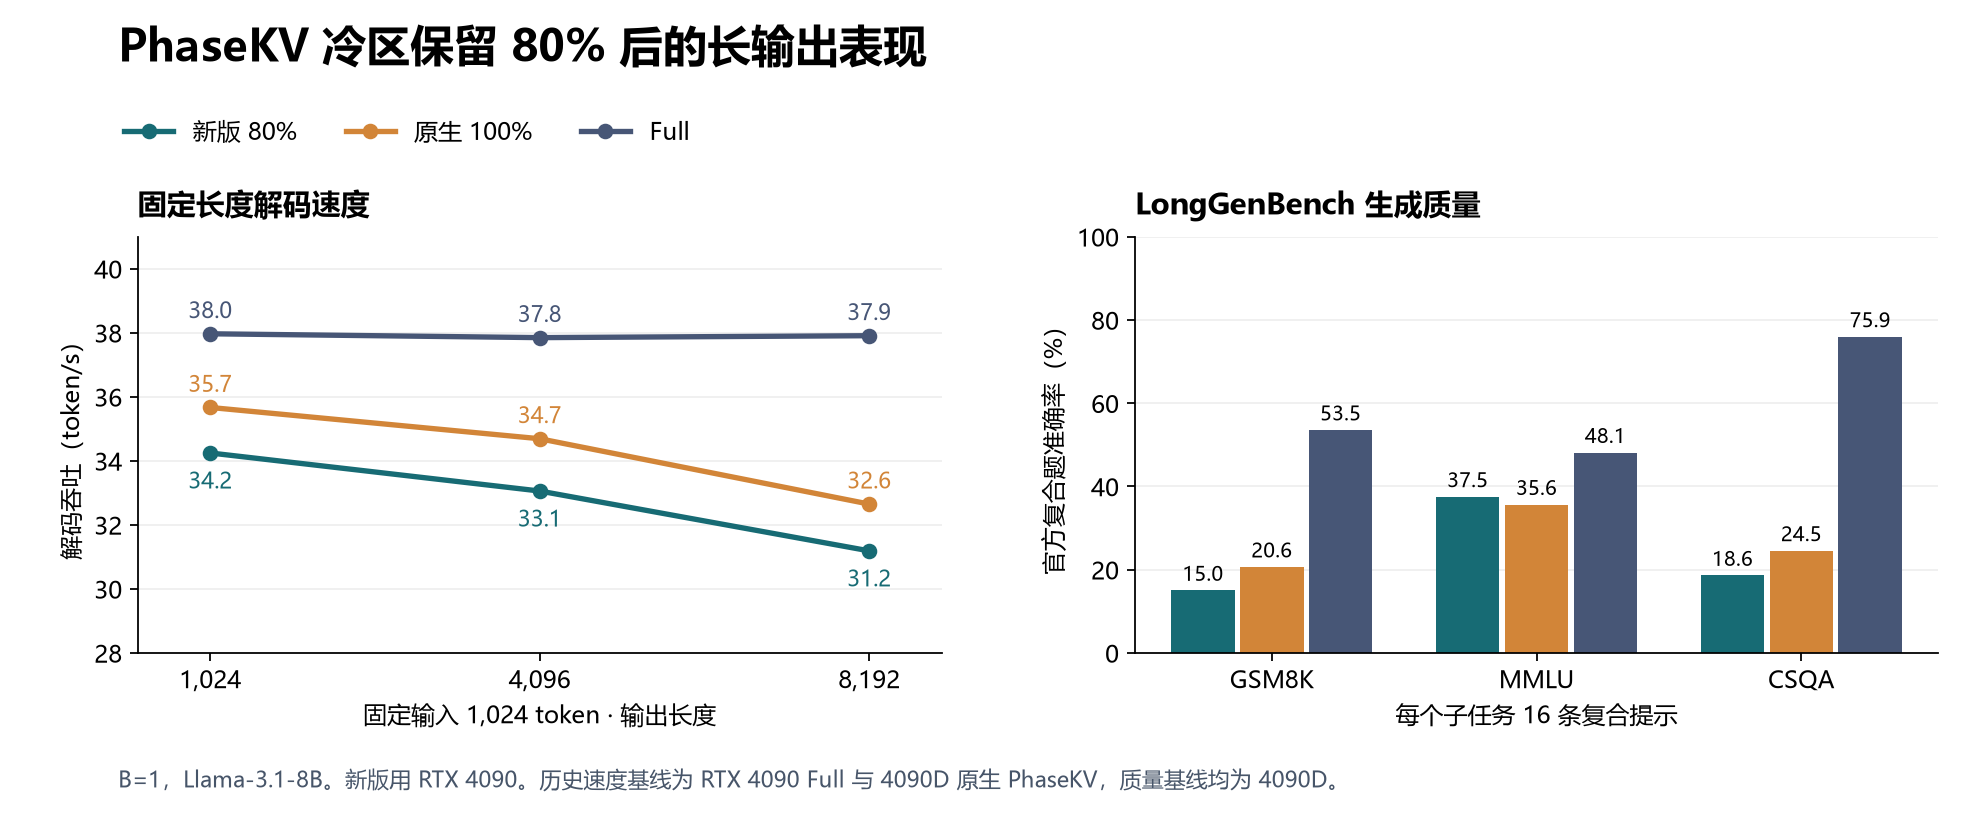 PhaseKV 冷区保留 80% 后的长输出表现
新版 80%
原生 100%
Full
固定长度解码速度
解码吞吐（token/s）
40
38
36
34
32
30
28
38.0
37.8
37.9
35.7
34.7
32.6
34.2
33.1
31.2
1,024
4,096
8,192
固定输入 1,024 token · 输出长度
LongGenBench 生成质量
官方复合题准确率（%）
100
80
60
40
20
0
15.0
20.6
53.5
37.5
35.6
48.1
18.6
24.5
75.9
GSM8K
MMLU
CSQA
每个子任务 16 条复合提示
B=1，Llama-3.1-8B。新版用 RTX 4090。历史速度基线为 RTX 4090 Full 与 4090D 原生 PhaseKV，质量基线均为 4090D。